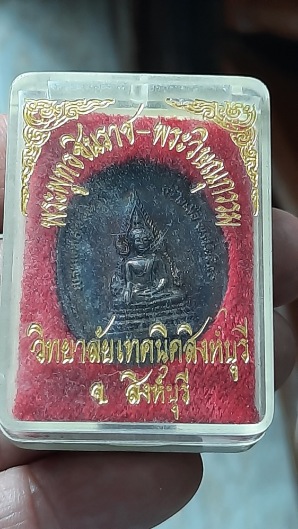 พระพุทธชินราช-พระวิษณุกรรม
วิทยาลัยเทคนิคสิงห์บุรี
จ. สิงห์บุรี